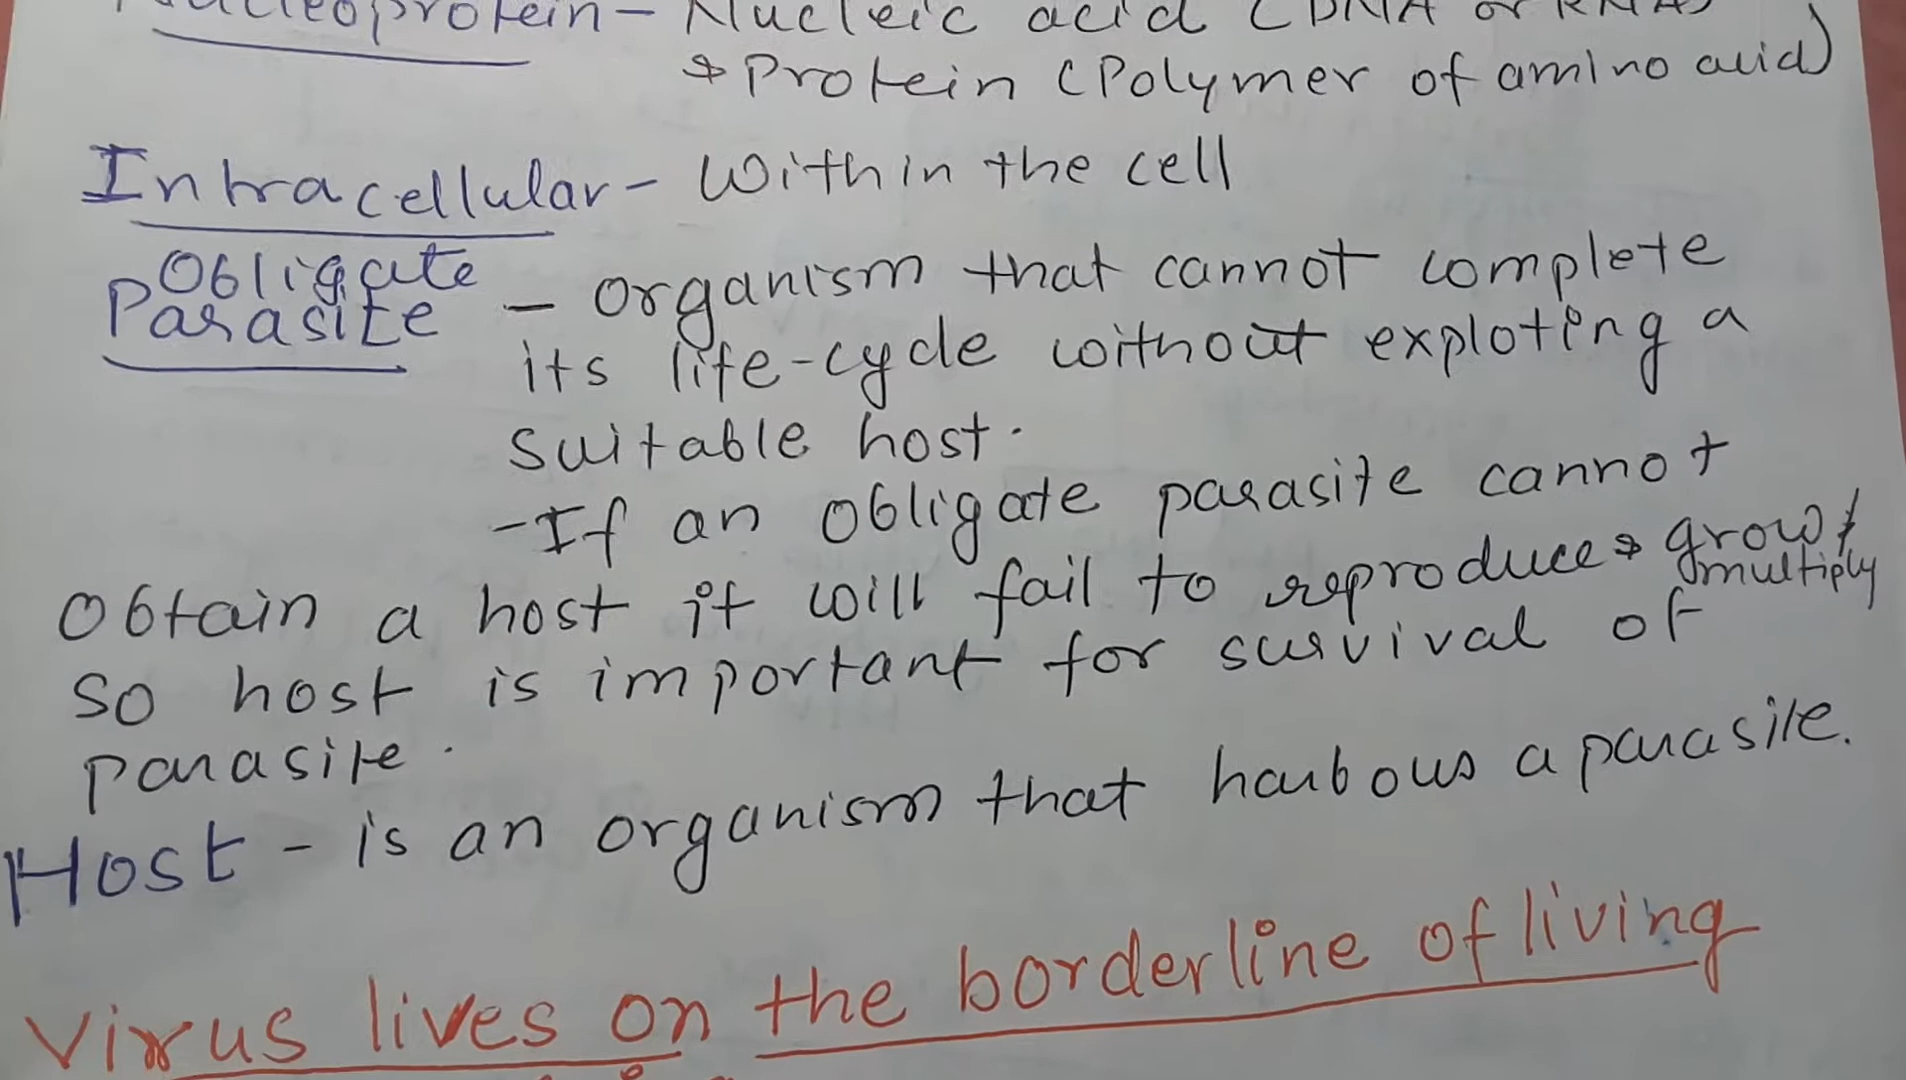 Nucleoprotein - Nucleic acid (DNA or RNA)
& Protein (Polymer of amino acid)
Intracellular - Within the cell
Obligate
Parasite - organism that cannot complete
its life-cycle without exploting a
suitable host.
- If an obligate parasite cannot
obtain a host it will fail to reproduce & grow &
multiply
so host is important for survival of
parasite.
Host - is an organism that harbous a parasite.
Virus lives on the borderline of living